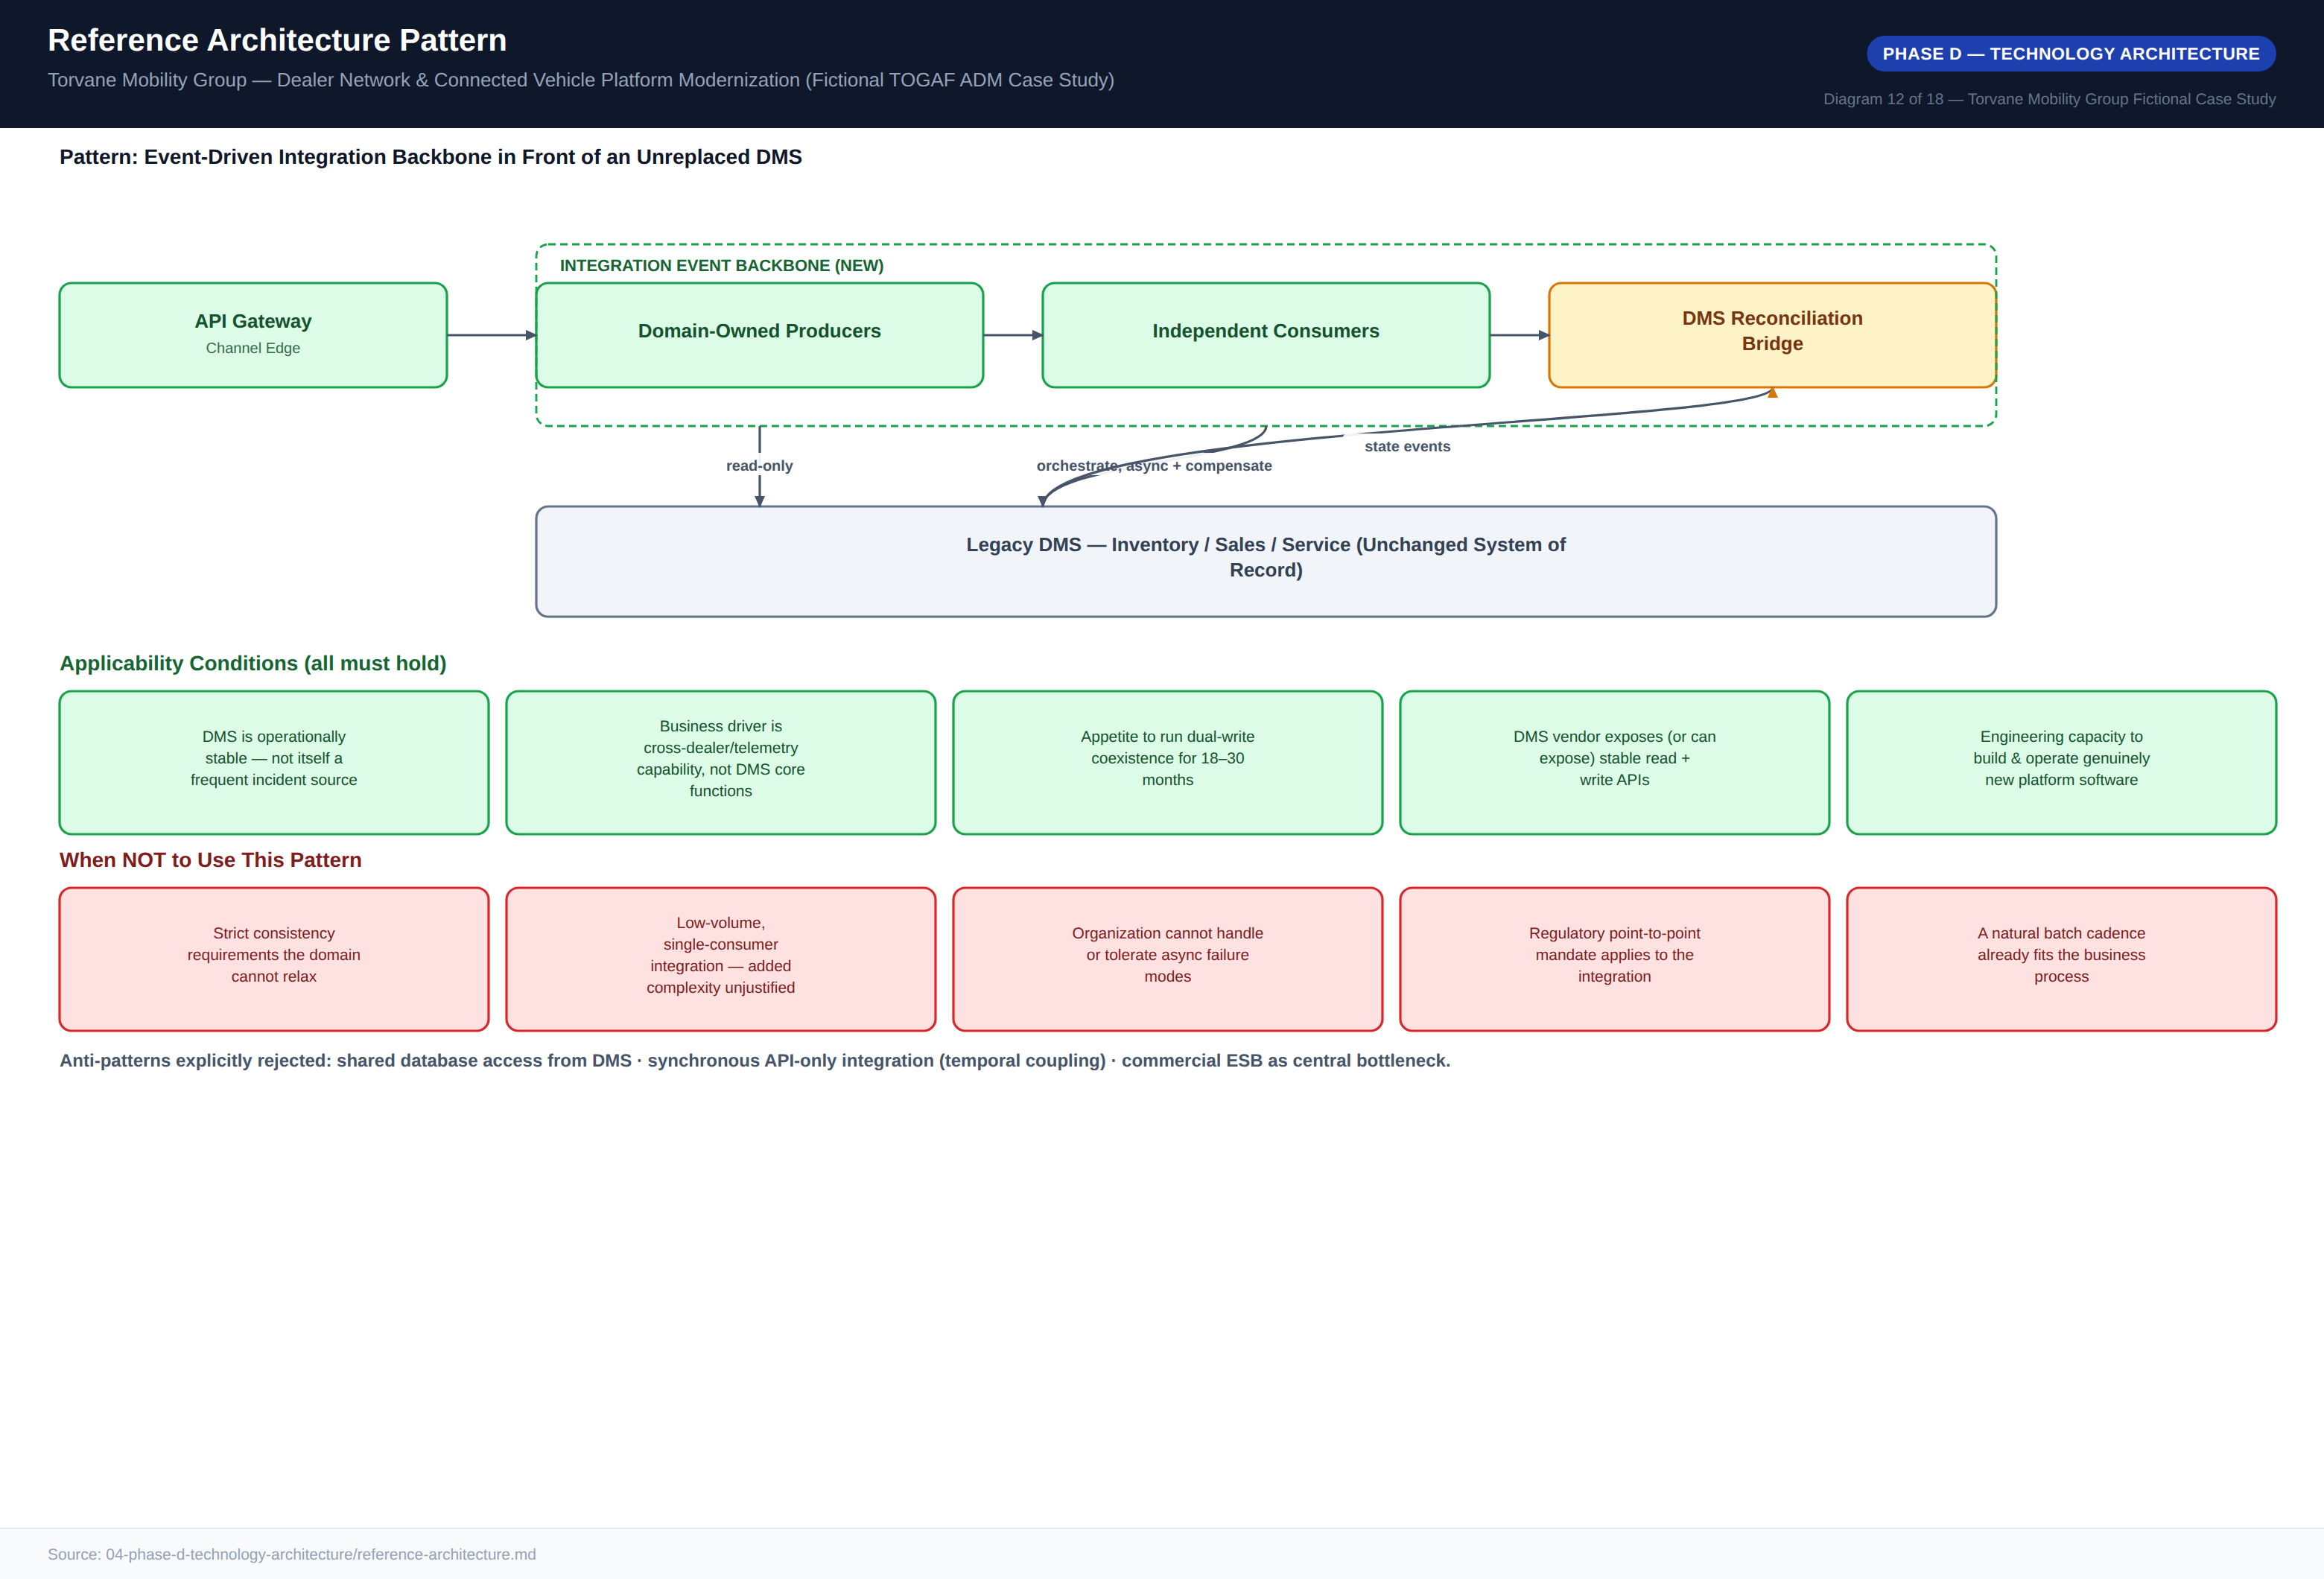 Reference Architecture Pattern
Torvane Mobility Group — Dealer Network & Connected Vehicle Platform Modernization (Fictional TOGAF ADM Case Study)
PHASE D — TECHNOLOGY ARCHITECTURE
Diagram 12 of 18 — Torvane Mobility Group Fictional Case Study
Pattern: Event-Driven Integration Backbone in Front of an Unreplaced DMS
INTEGRATION EVENT BACKBONE (NEW)
API Gateway
Channel Edge
Domain-Owned Producers
Independent Consumers
DMS Reconciliation
Bridge
read-only
orchestrate, async + compensate
state events
Legacy DMS — Inventory / Sales / Service (Unchanged System of
Record)
Applicability Conditions (all must hold)
DMS is operationally
stable — not itself a
frequent incident source
Business driver is
cross-dealer/telemetry
capability, not DMS core
functions
Appetite to run dual-write
coexistence for 18–30
months
DMS vendor exposes (or can
expose) stable read +
write APIs
Engineering capacity to
build & operate genuinely
new platform software
When NOT to Use This Pattern
Strict consistency
requirements the domain
cannot relax
Low-volume,
single-consumer
integration — added
complexity unjustified
Organization cannot handle
or tolerate async failure
modes
Regulatory point-to-point
mandate applies to the
integration
A natural batch cadence
already fits the business
process
Anti-patterns explicitly rejected: shared database access from DMS · synchronous API-only integration (temporal coupling) · commercial ESB as central bottleneck.
Source: 04-phase-d-technology-architecture/reference-architecture.md